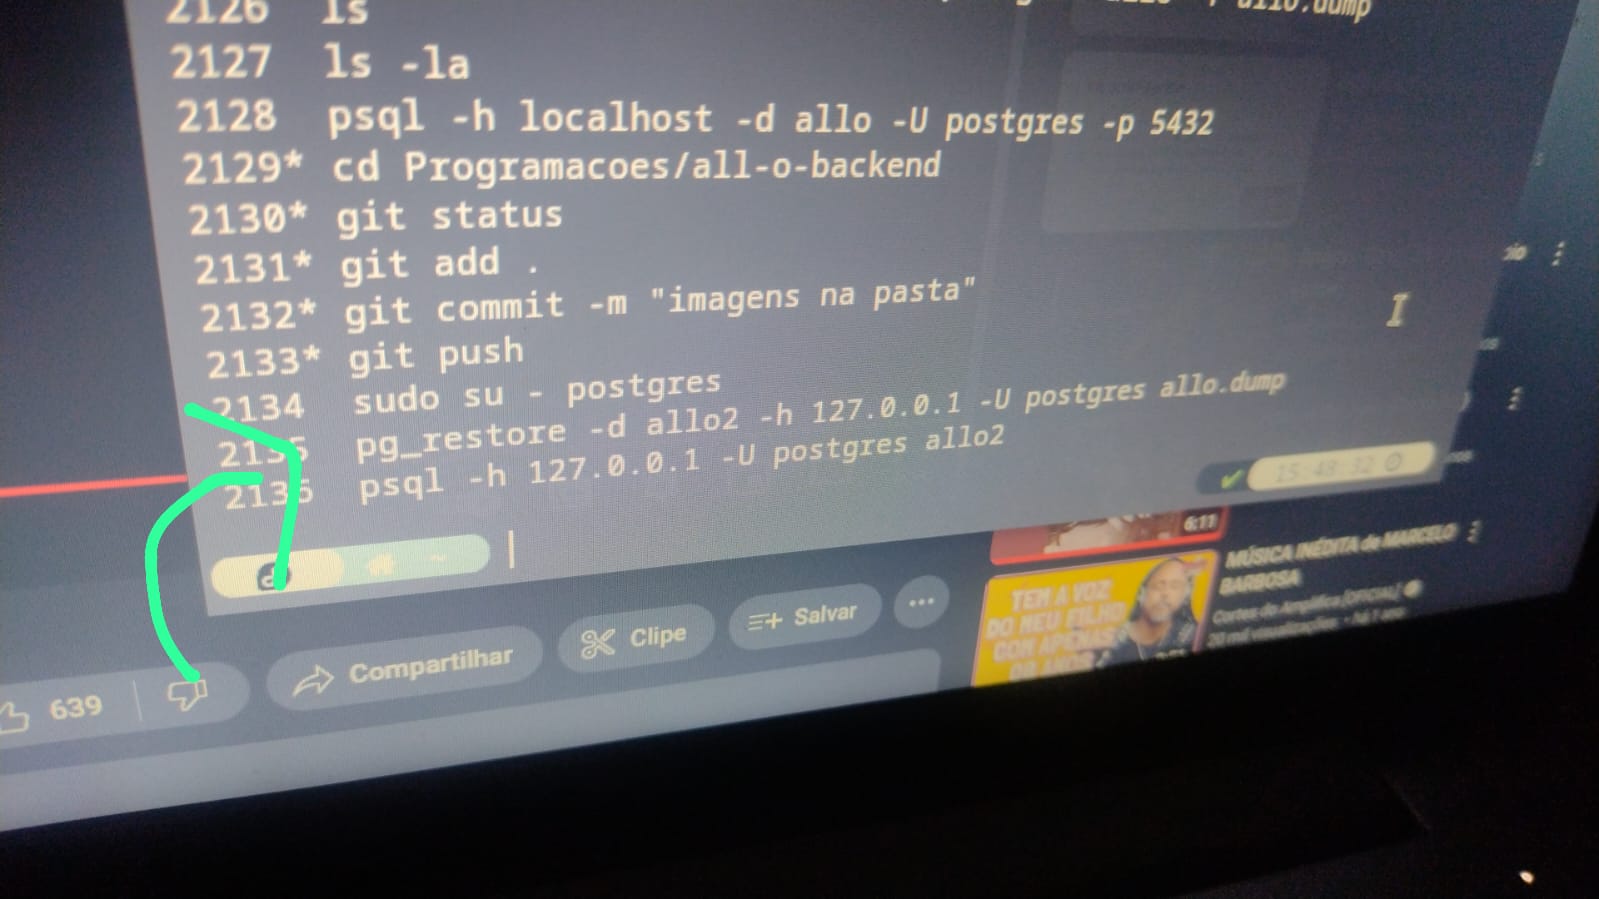 2126 ls
allo.dump
2127 ls -la
2128 psql -h localhost -d allo -U postgres -p 5432
2129* cd Programacoes/all-o-backend
2130* git status
2131* git add .
2132* git commit -m "imagens na pasta"
2133* git push
2134 sudo su - postgres
2135 pg_restore -d allo2 -h 127.0.0.1 -U postgres allo.dump
2136 psql -h 127.0.0.1 -U postgres allo2
15:48:32
~
639
Compartilhar
Clipe
Salvar
6:11
TEM A VOZ
DO MEU FILHO
COM APENAS
09 ANOS
MÚSICA INÉDITA de MARCELO
BARBOSA
Cortes do Amplifica [OFICIAL]
20 mil visualizações • há 1 ano